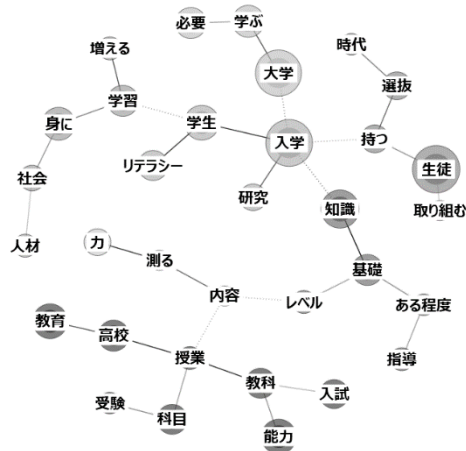 必要
学ぶ
増える
時代
大学
選抜
学習
身に
学生
入学
持つ
リテラシー
生徒
社会
研究
知識
取り組む
人材
力
測る
基礎
内容
レベル
ある程度
教育
高校
授業
指導
教科
入試
受験
科目
能力